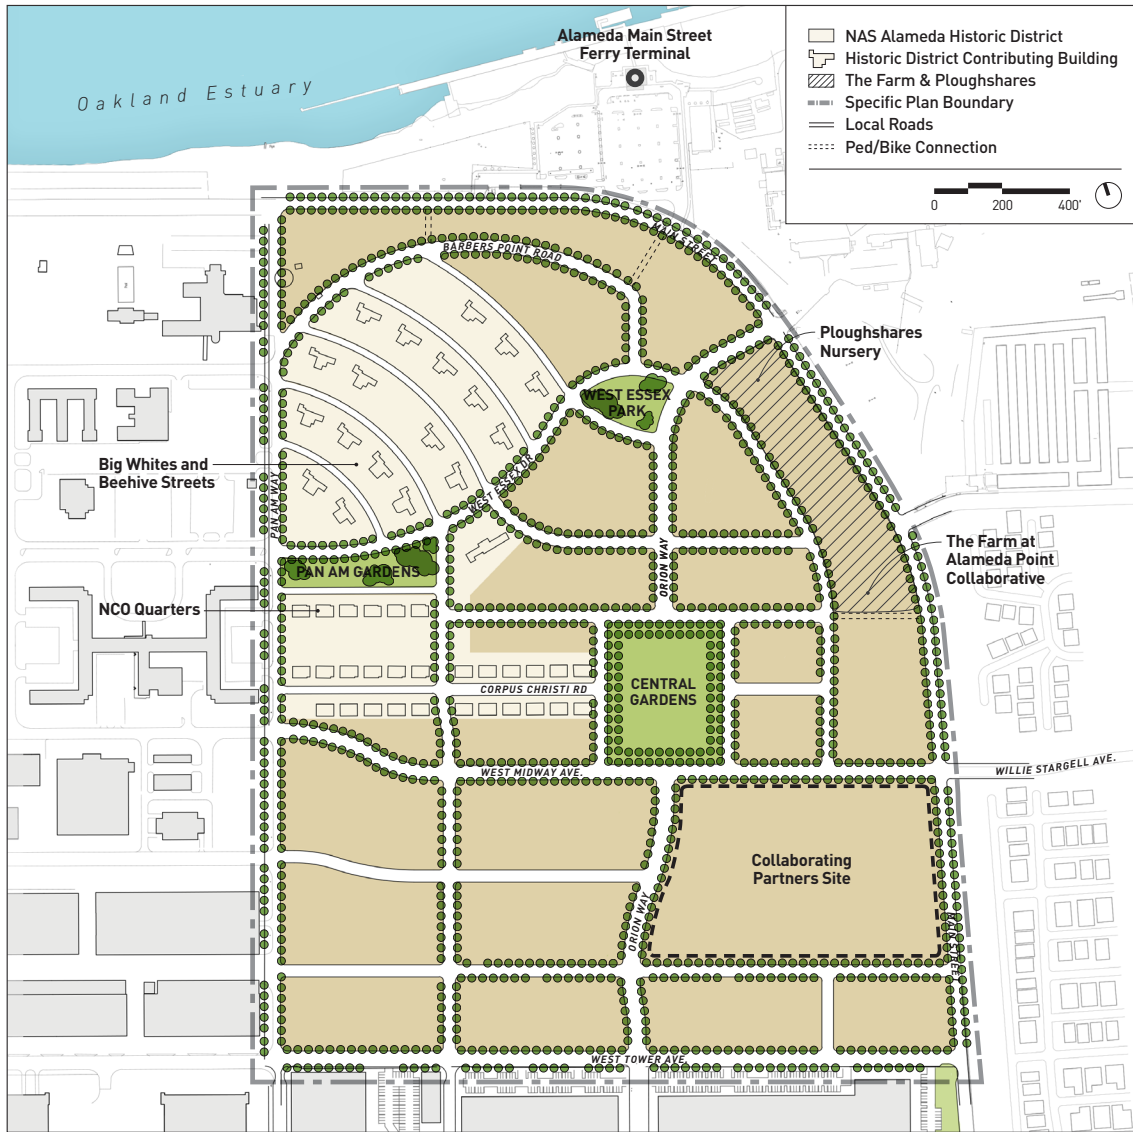 Alameda Main Street
Ferry Terminal
Oakland Estuary
NAS Alameda Historic District
Historic District Contributing Building
The Farm & Ploughshares
Specific Plan Boundary
Local Roads
Ped/Bike Connection
0 200 400'
MAIN STREET
BARBERS POINT ROAD
Ploughshares
Nursery
WEST ESSEX
PARK
Big Whites and
Beehive Streets
WEST ESSEX DR
PAN AM WAY
ORION WAY
The Farm at
Alameda Point
Collaborative
PAN AM GARDENS
NCO Quarters
CENTRAL
GARDENS
CORPUS CHRISTI RD
WEST MIDWAY AVE.
WILLIE STARGELL AVE.
Collaborating
Partners Site
ORION WAY
MAIN STREET
WEST TOWER AVE.